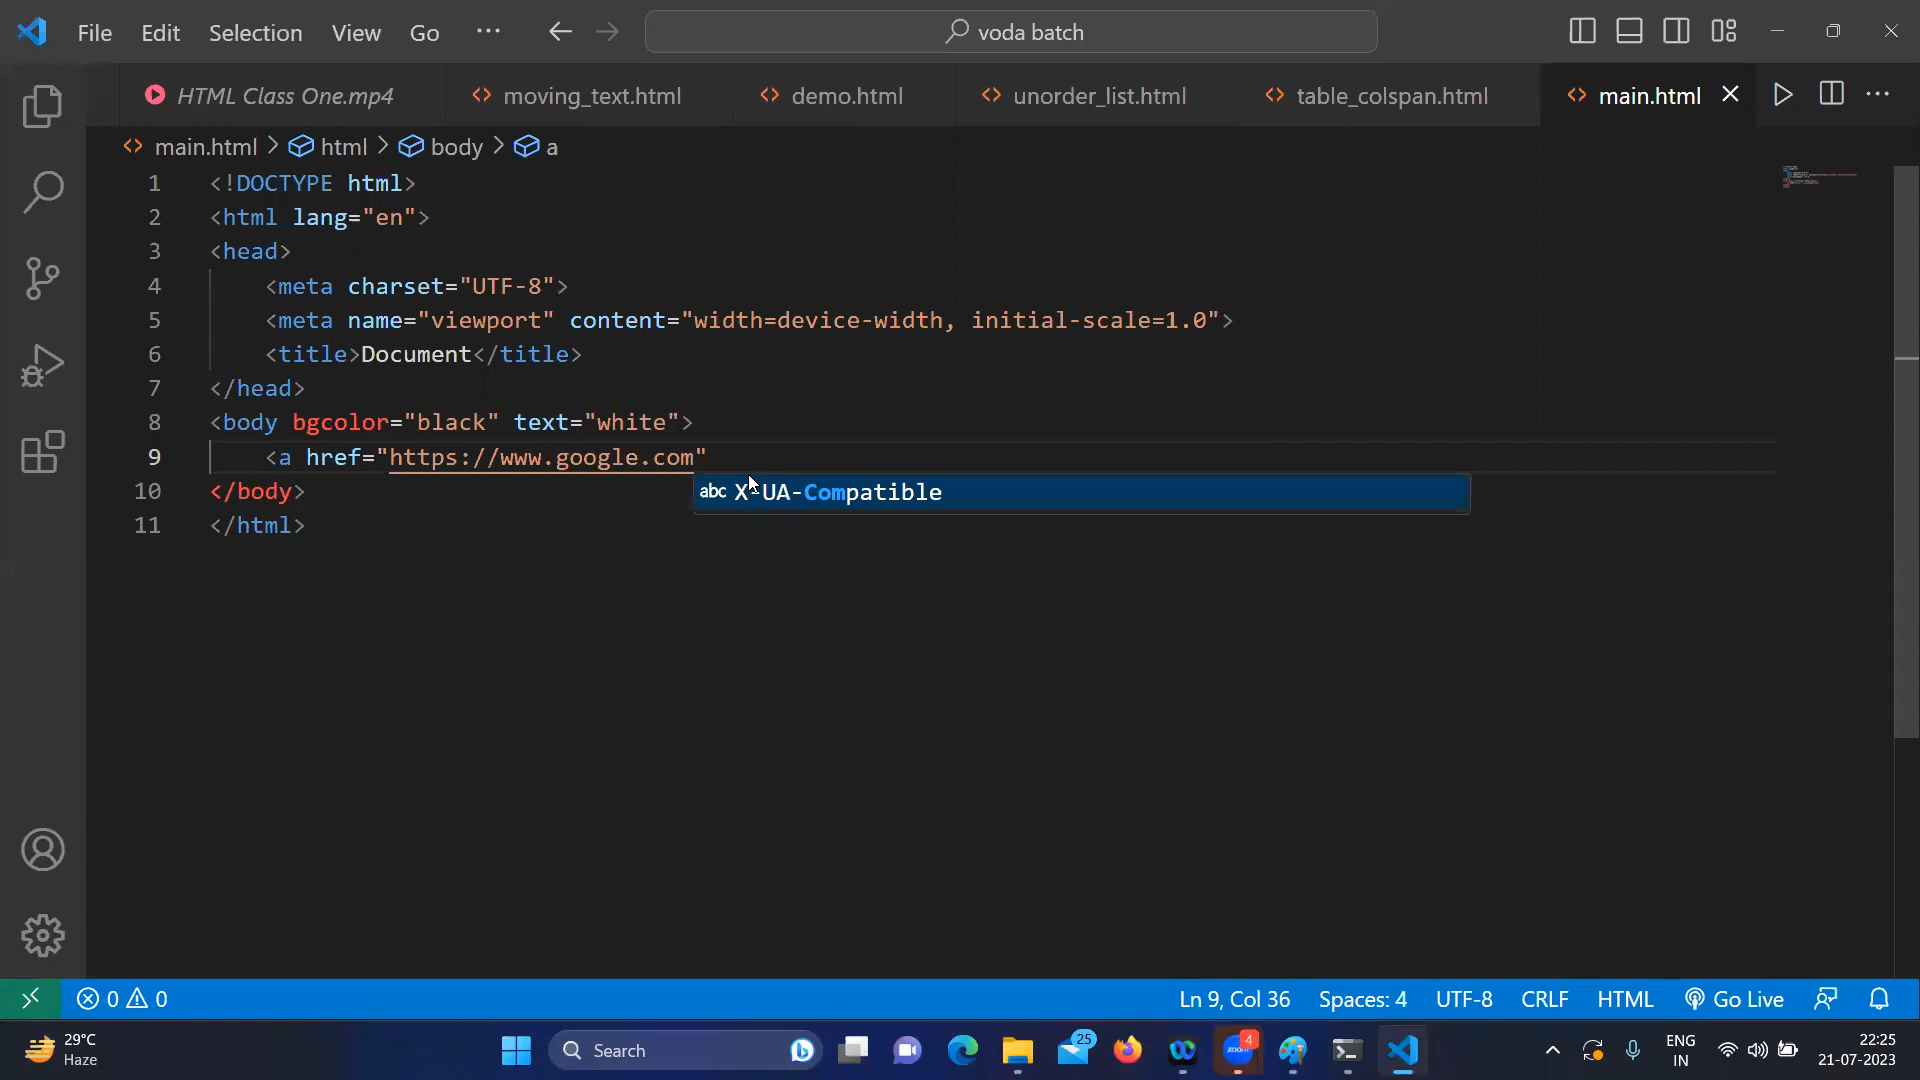 File Edit Selection View Go ··· voda batch
HTML Class One.mp4 moving_text.html demo.html unorder_list.html table_colspan.html main.html
main.html > html > body > a
1 <!DOCTYPE html>
2 <html lang="en">
3 <head>
4 <meta charset="UTF-8">
5 <meta name="viewport" content="width=device-width, initial-scale=1.0">
6 <title>Document</title>
7 </head>
8 <body bgcolor="black" text="white">
9 <a href="https://www.google.com"
10 </body>
abc X-UA-Compatible
11 </html>
0 0 Ln 9, Col 36 Spaces: 4 UTF-8 CRLF HTML Go Live
29°C
Haze
Search
25
zoom
4
ENG
IN
22:25
21-07-2023